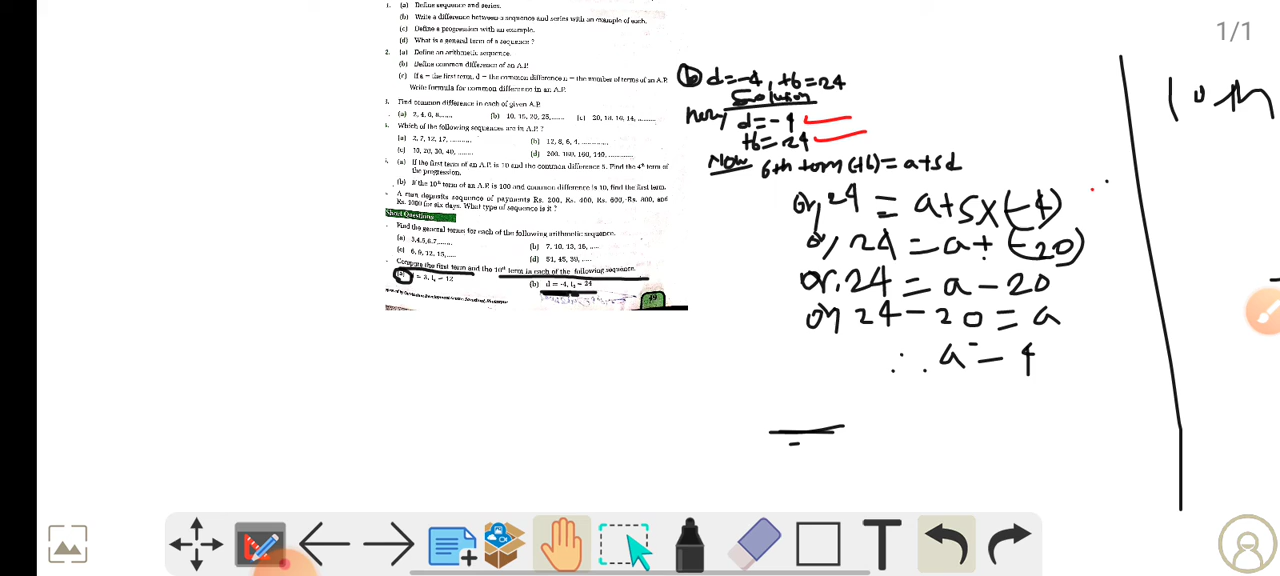 1/1
1. (a) Define sequence and series.
(b) Write a difference between a sequence and series with an example of each.
(c) Define a progression with an example.
(d) What is a general term of a sequence?
2. (a) Define an arithmetic sequence.
(b) Define common difference of an A.P.
(c) If a = the first term, d = the common difference n = the number of terms of an A.P.
Write formula for common difference in an A.P.
3. Find common difference in each of given A.P.
(a) 2, 4, 6, 8...... (b) 10, 15, 20, 25,...... (c) 20, 18, 16, 14,
Which of the following sequences are in A.P.?
(a) 2, 7, 12, 17, (b) 12, 8, 6, 4,
(c) 10, 20, 30, 40, (d) 200, 180, 160, 140,
(a) If the first term of an A.P. is 10 and the common difference 5. Find the 4th term of
the progression.
(b) If the 10th term of an A.P. is 100 and common difference is 10, find the first term.
A man deposits sequence of payments Rs. 200, Rs. 400, Rs. 600, Rs. 800, and
Rs. 1000 for six days. What type of sequence is it?
Short Questions
Find the general terms for each of the following arithmetic sequence.
(a) 3,4,5,6,7........ (b) 7, 10, 13, 16, .....
(c) 6, 9, 12, 15,..... (d) 51, 45, 39, .....
Compute the first term and the 10th term in each of the following sequence.
(a) = 3, = 12 (b) d = -4, = 24
49
(b) d=-4, t6=24
Solution
Here,
d=-4
t6=24
Now 6th term (t6) = a+5d
or, 24 = a+5×(-4)
or, 24 = a+(-20)
or, 24 = a-20
or, 24-20=a
∴ a = 4
10th
T